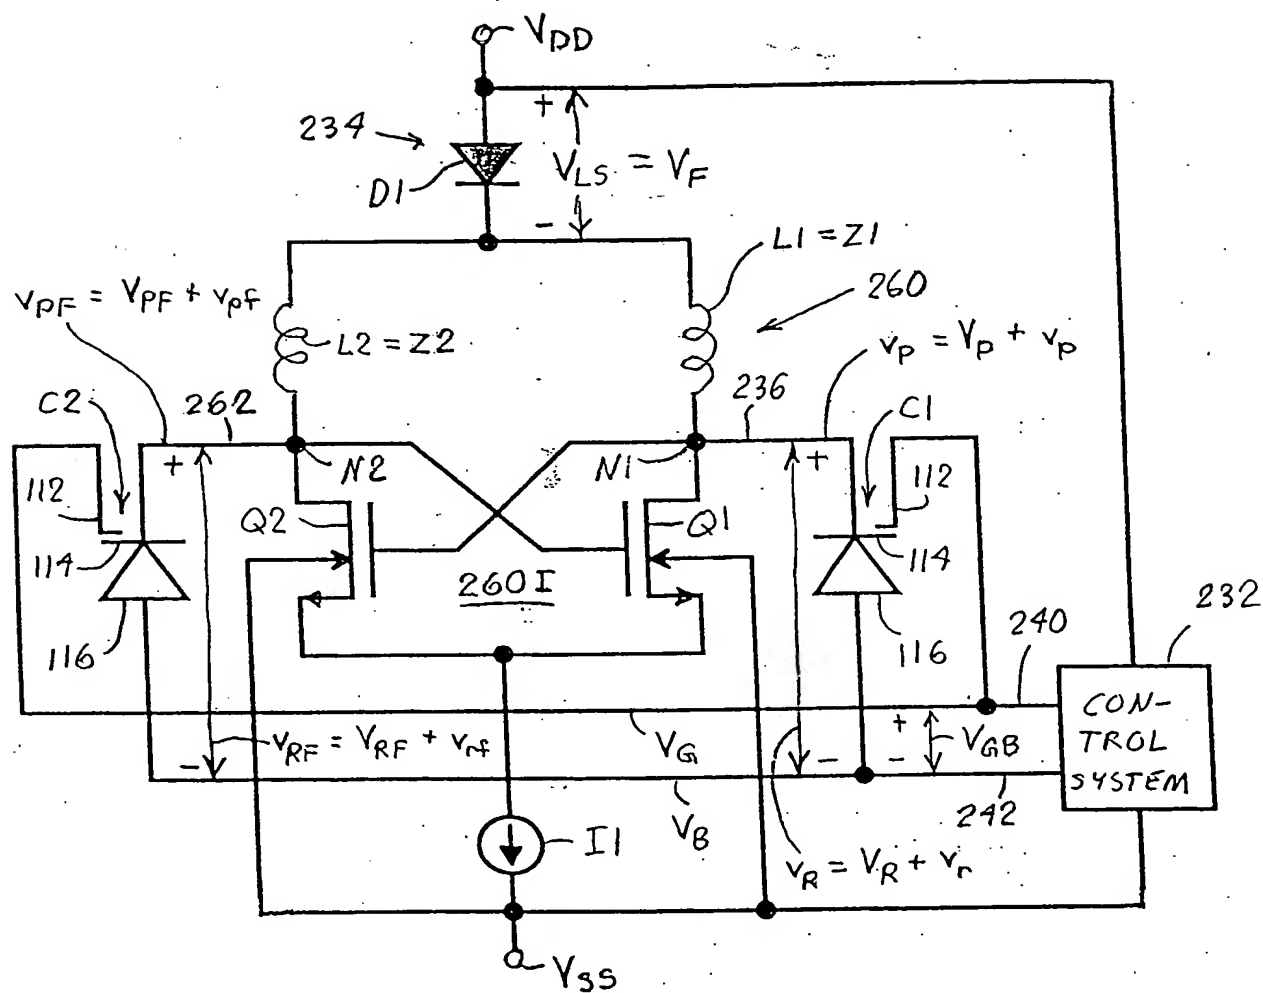 VDD
+
234
VLS = VF
D1
-
L1 = Z1
260
vPF = VPF + vpf
L2 = Z2
vP = VP + vp
C2
262
236
C1
+
N2
N1
+
112
112
Q2
Q1
114
114
260I
116
116
240
232
CON-
TROL
SYSTEM
+
vRF = VRF + vrf
VG
VGB
-
-
-
242
VB
I1
vR = VR + vr
VSS